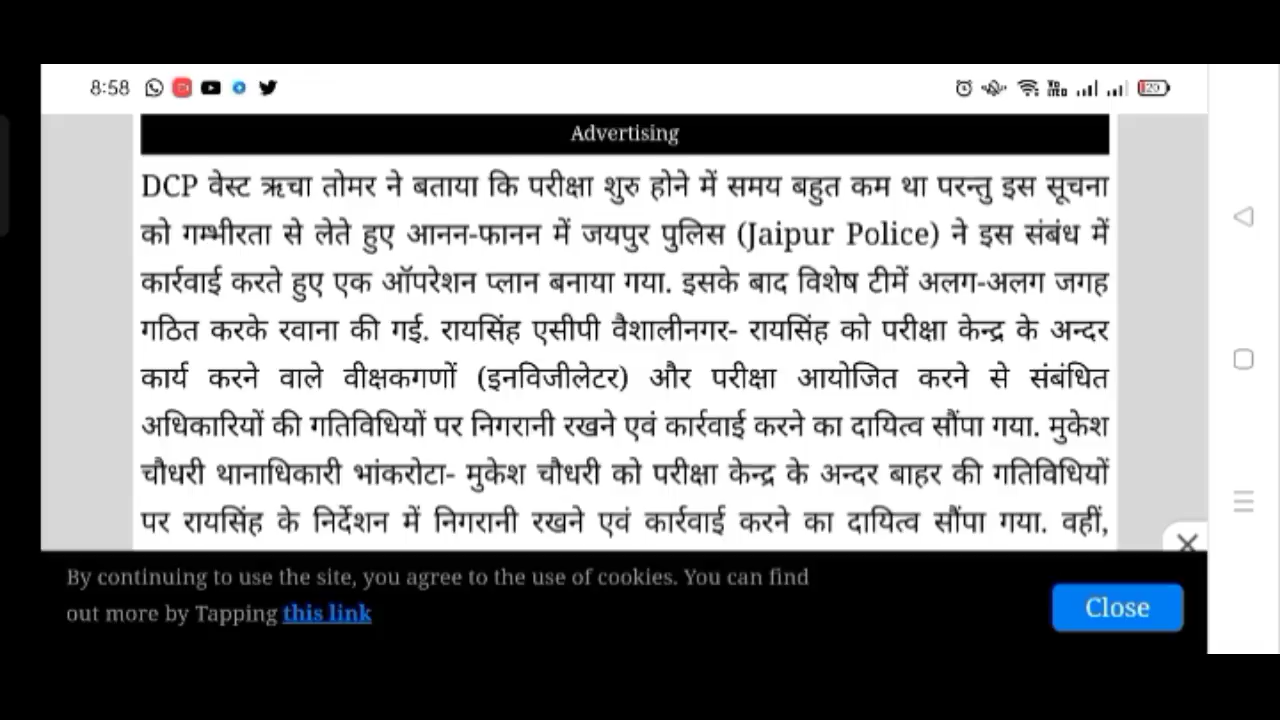 8:58
20
Advertising
DCP वेस्ट ऋचा तोमर ने बताया कि परीक्षा शुरु होने में समय बहुत कम था परन्तु इस सूचना
को गम्भीरता से लेते हुए आनन-फानन में जयपुर पुलिस (Jaipur Police) ने इस संबंध में
कार्रवाई करते हुए एक ऑपरेशन प्लान बनाया गया. इसके बाद विशेष टीमें अलग-अलग जगह
गठित करके रवाना की गई. रायसिंह एसीपी वैशालीनगर- रायसिंह को परीक्षा केन्द्र के अन्दर
कार्य करने वाले वीक्षकगणों (इनविजीलेटर) और परीक्षा आयोजित करने से संबंधित
अधिकारियों की गतिविधियों पर निगरानी रखने एवं कार्रवाई करने का दायित्व सौंपा गया. मुकेश
चौधरी थानाधिकारी भांकरोटा- मुकेश चौधरी को परीक्षा केन्द्र के अन्दर बाहर की गतिविधियों
पर रायसिंह के निर्देशन में निगरानी रखने एवं कार्रवाई करने का दायित्व सौंपा गया. वहीं,
By continuing to use the site, you agree to the use of cookies. You can find
out more by Tapping this link
Close